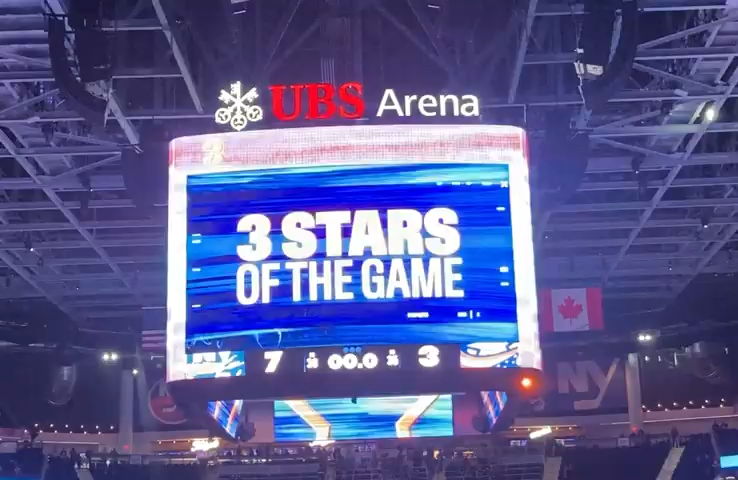 UBS Arena
3 STARS
OF THE GAME
7 00.0 3
NY